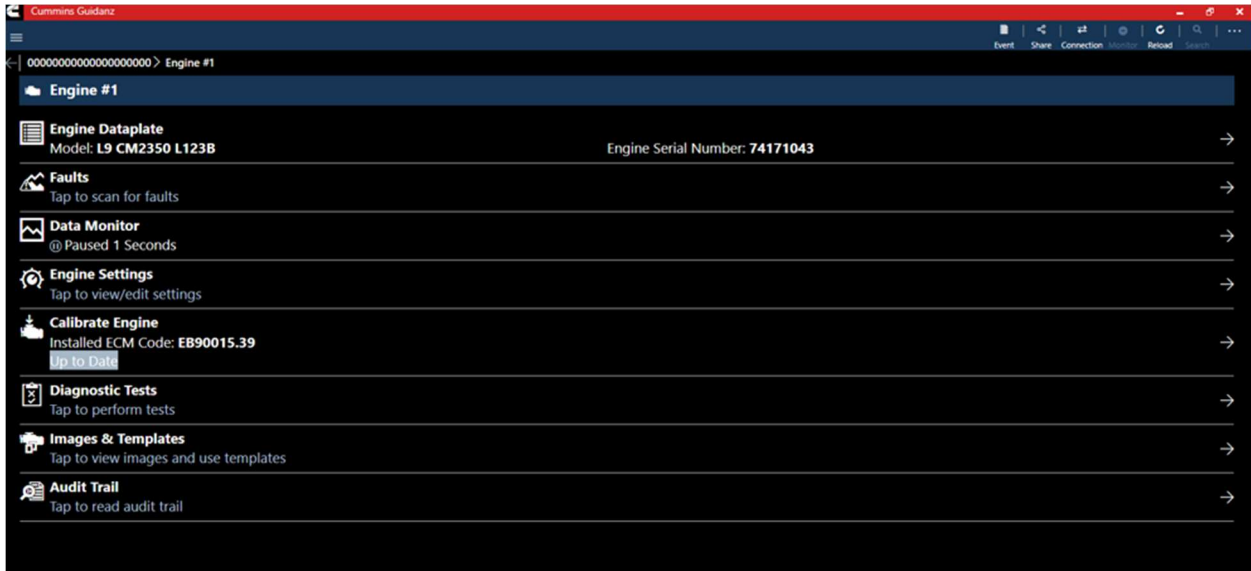 Cummins Guidanz
Event Share Connection Monitor Reload Search
00000000000000000000 > Engine #1
Engine #1
Engine Dataplate
Model: L9 CM2350 L123B Engine Serial Number: 74171043
Faults
Tap to scan for faults
Data Monitor
Paused 1 Seconds
Engine Settings
Tap to view/edit settings
Calibrate Engine
Installed ECM Code: EB90015.39
Up to Date
Diagnostic Tests
Tap to perform tests
Images & Templates
Tap to view images and use templates
Audit Trail
Tap to read audit trail